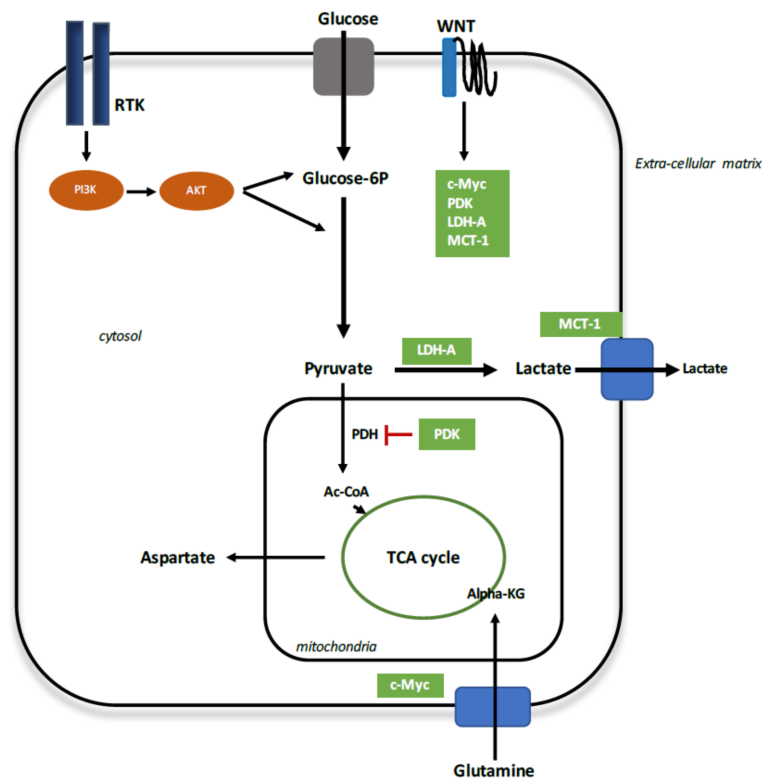 Glucose
WNT
RTK
Extra-cellular matrix
PI3K
AKT
Glucose-6P
c-Myc
PDK
LDH-A
MCT-1
cytosol
MCT-1
LDH-A
Pyruvate
Lactate
Lactate
PDH
PDK
Ac-CoA
Aspartate
TCA cycle
Alpha-KG
mitochondria
c-Myc
Glutamine